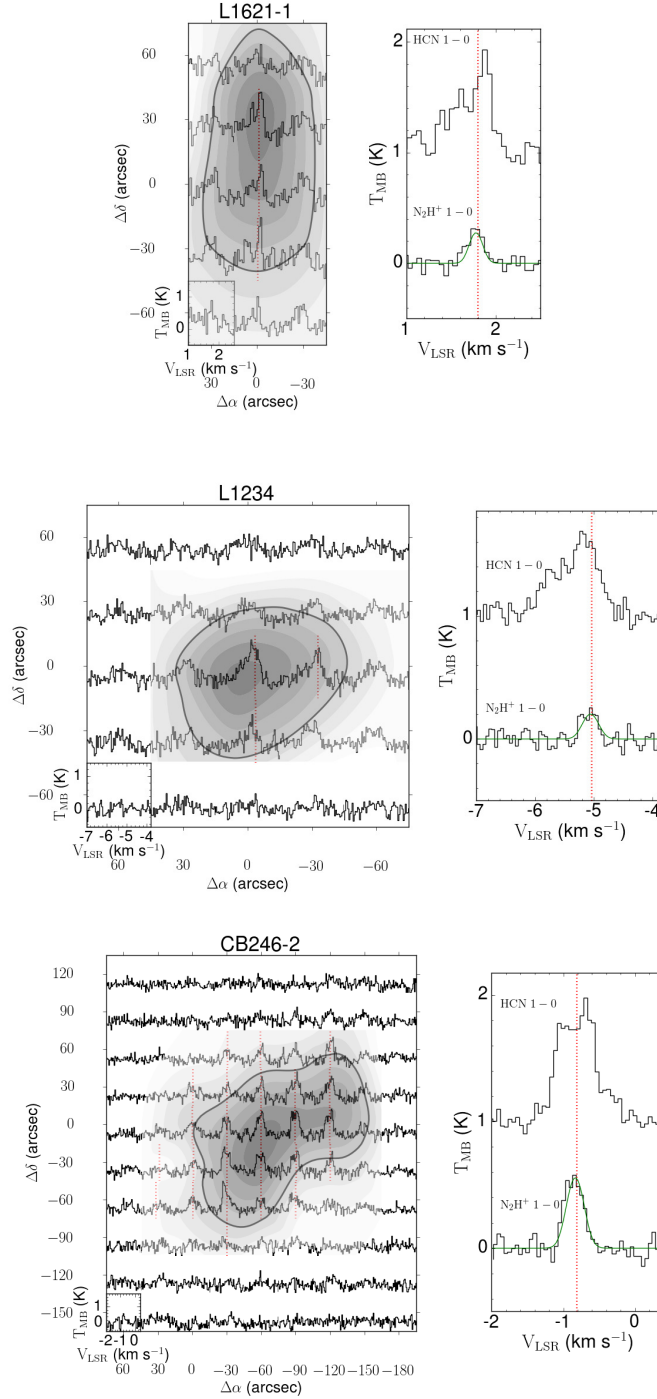 L1621-1
60
30
0
−30
−60
Δδ (arcsec)
1
0
T_MB (K)
1 2
V_LSR (km s⁻¹)
30 0 −30
Δα (arcsec)
HCN 1−0
N₂H⁺ 1−0
2
1
0
T_MB (K)
1 2
V_LSR (km s⁻¹)
L1234
60
30
0
−30
−60
Δδ (arcsec)
1
0
T_MB (K)
-7 -6 -5 -4
V_LSR (km s⁻¹)
60 30 0 −30 −60
Δα (arcsec)
HCN 1−0
N₂H⁺ 1−0
1
0
T_MB (K)
-7 -6 -5 -4
V_LSR (km s⁻¹)
CB246-2
120
90
60
30
0
−30
−60
−90
−120
−150
Δδ (arcsec)
1
0
T_MB (K)
-2 -1 0
V_LSR (km s⁻¹)
60 30 0 −30 −60 −90 −120 −150 −180
Δα (arcsec)
HCN 1−0
N₂H⁺ 1−0
2
1
0
T_MB (K)
-2 -1 0
V_LSR (km s⁻¹)